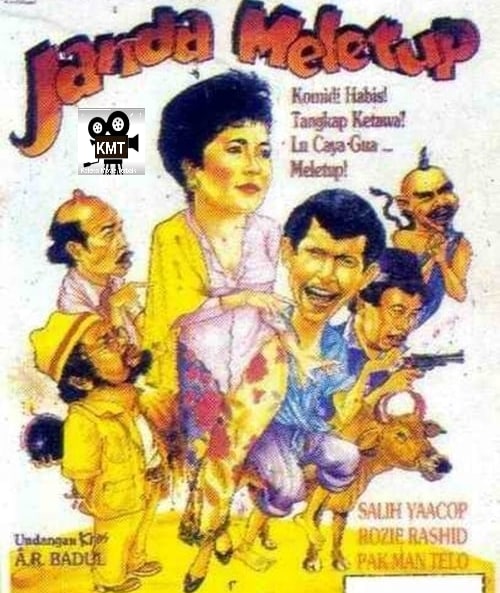 Janda Meletup
Komidi Habis!
Tangkap Ketawa!
Lu Caya Gua ...
Meletup!
KMT
Undangan Khas
A.R. BADUL
SALIH YAACOP
ROZIE RASHID
PAK MAN TELO